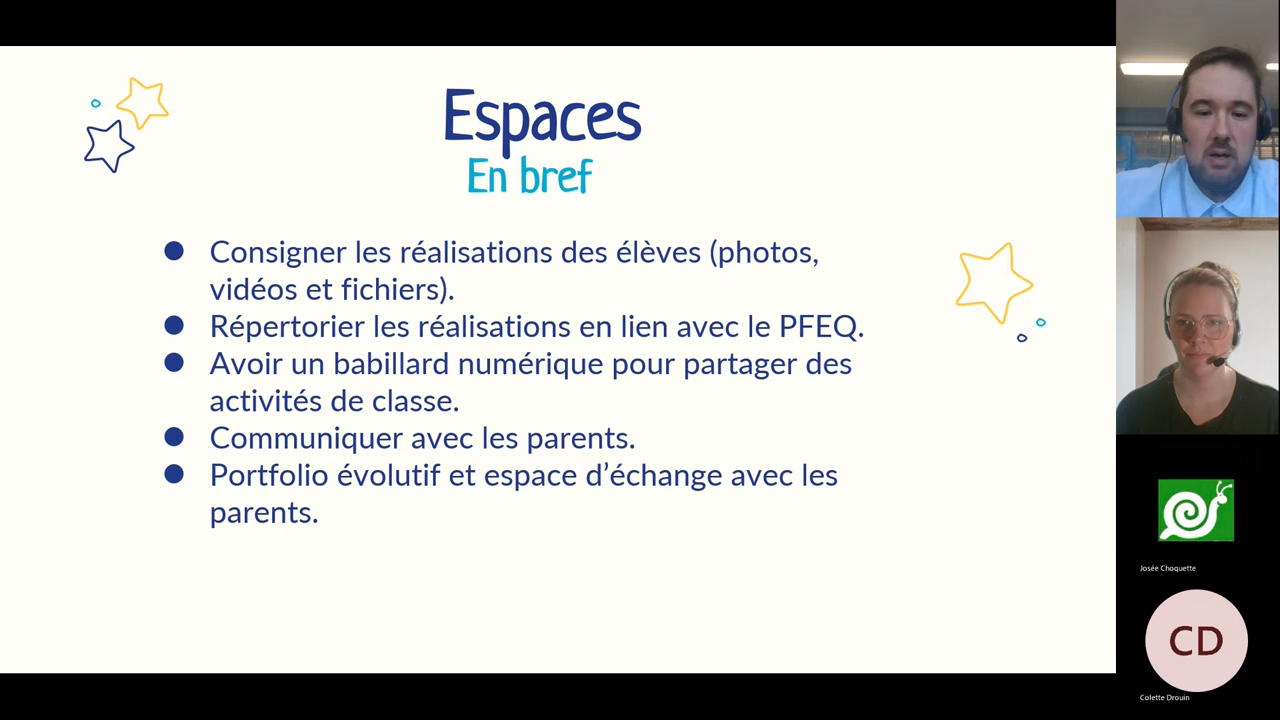 Espaces
En bref
● Consigner les réalisations des élèves (photos,
vidéos et fichiers).
● Répertorier les réalisations en lien avec le PFEQ.
● Avoir un babillard numérique pour partager des
activités de classe.
● Communiquer avec les parents.
● Portfolio évolutif et espace d’échange avec les
parents.
Josée Choquette
CD
Colette Drouin